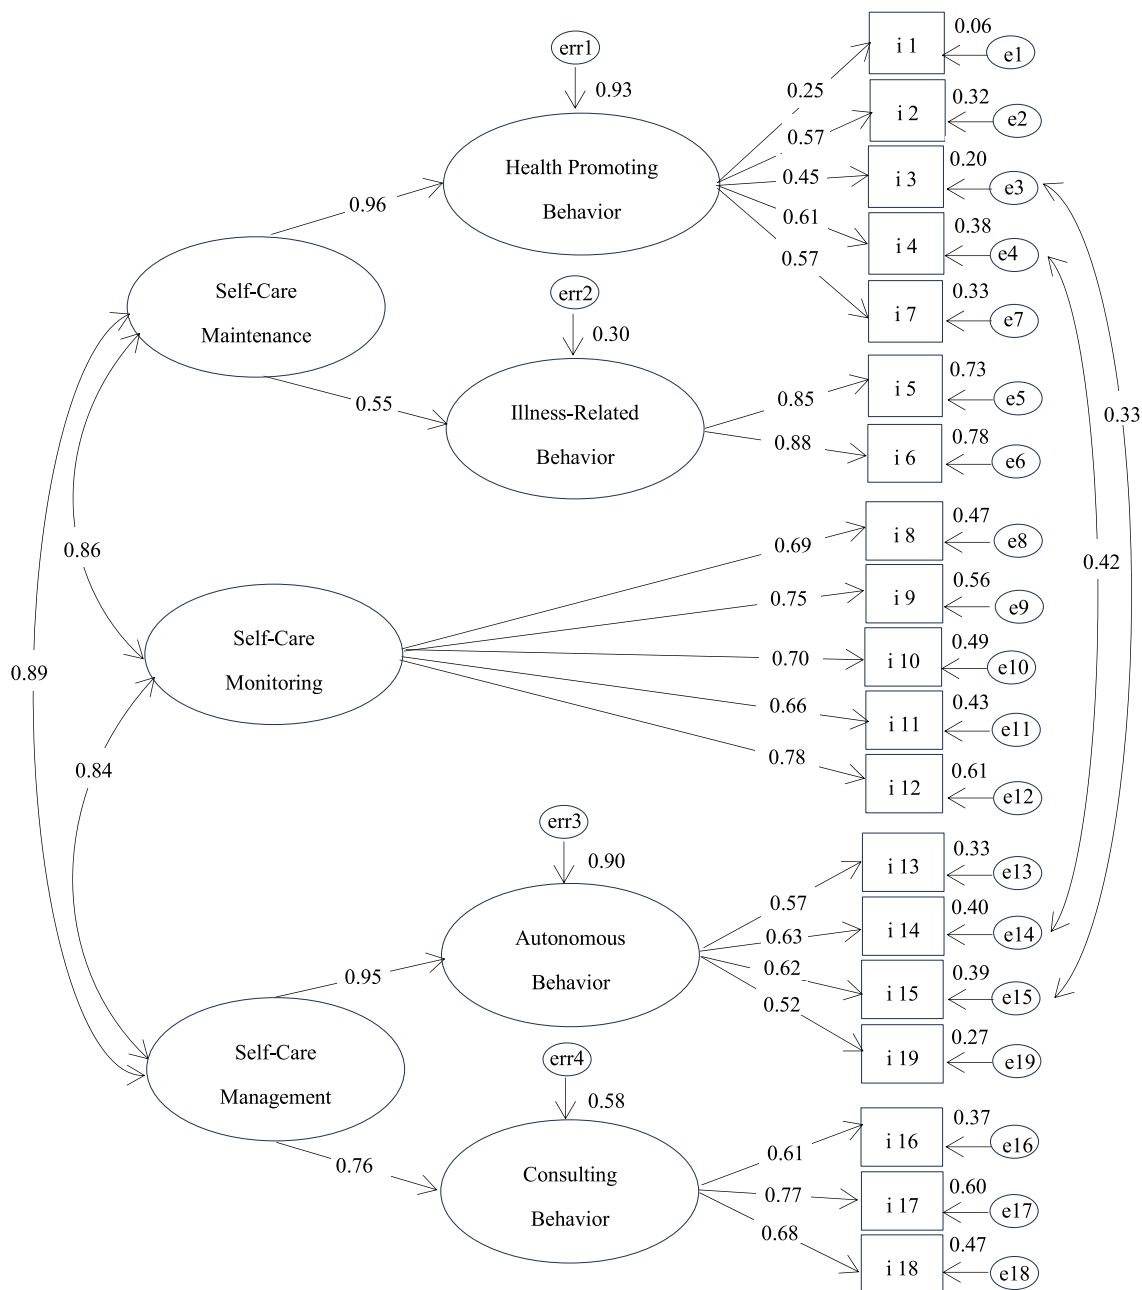 0.06
i 1
e1
err1
0.93
0.25
0.32
i 2
e2
0.57
Health Promoting
Behavior
0.45
0.20
i 3
e3
0.96
0.61
0.38
i 4
e4
0.57
Self-Care
Maintenance
err2
0.30
0.33
i 7
e7
0.55
Illness-Related
Behavior
0.85
0.73
i 5
e5
0.33
0.88
0.78
i 6
e6
0.86
0.69
0.47
i 8
e8
0.42
0.75
0.56
i 9
e9
Self-Care
Monitoring
0.89
0.70
0.49
i 10
e10
0.66
0.43
i 11
e11
0.84
0.78
0.61
i 12
e12
err3
0.90
0.57
0.33
i 13
e13
Autonomous
Behavior
0.63
0.40
i 14
e14
0.95
0.62
0.39
i 15
e15
0.52
0.27
i 19
e19
Self-Care
Management
err4
0.58
0.76
Consulting
Behavior
0.61
0.37
i 16
e16
0.77
0.60
i 17
e17
0.68
0.47
i 18
e18